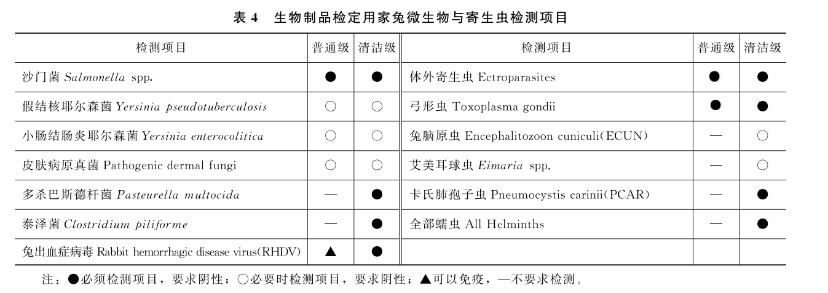 表 4 生物制品检定用家兔微生物与寄生虫检测项目
检测项目 普通级 清洁级 检测项目 普通级 清洁级
沙门菌 Salmonella spp. ● ● 体外寄生虫 Ectroparasites ● ●
假结核耶尔森菌 Yersinia pseudotuberculosis ○ ○ 弓形虫 Toxoplasma gondii ● ●
小肠结肠炎耶尔森菌 Yersinia enterocolitica ○ ○ 兔脑原虫 Encephalitozoon cuniculi(ECUN) — ○
皮肤病原真菌 Pathogenic dermal fungi ○ ○ 艾美耳球虫 Eimaria spp. — ○
多杀巴斯德杆菌 Pasteurella multocida — ● 卡氏肺孢子虫 Pneumocystis carinii(PCAR) — ●
泰泽菌 Clostridium piliforme — ● 全部蠕虫 All Helminths — ●
兔出血症病毒 Rabbit hemorrhagic disease virus(RHDV) ▲ ●
注：●必须检测项目，要求阴性；○必要时检测项目，要求阴性；▲可以免疫，—不要求检测。